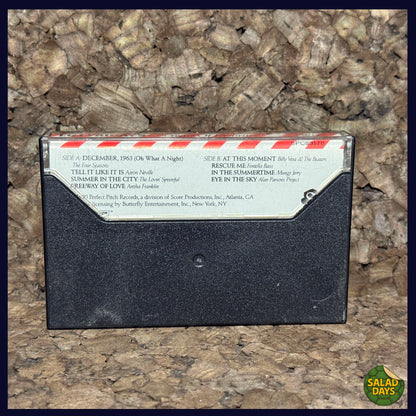 SIDE A: DECEMBER, 1963 (Oh What A Night)
The Four Seasons
TELL IT LIKE IT IS Aaron Neville
SUMMER IN THE CITY The Lovin' Spoonful
FREEWAY OF LOVE Aretha Franklin
SIDE B: AT THIS MOMENT Billy Vera & The Beaters
RESCUE ME Fontella Bass
IN THE SUMMERTIME Mungo Jerry
EYE IN THE SKY Alan Parsons Project
Perfect Pitch Records, a division of Score Productions, Inc., Atlanta, GA
Licensing by Butterfly Entertainment, Inc., New York, NY
SALAD
DAYS